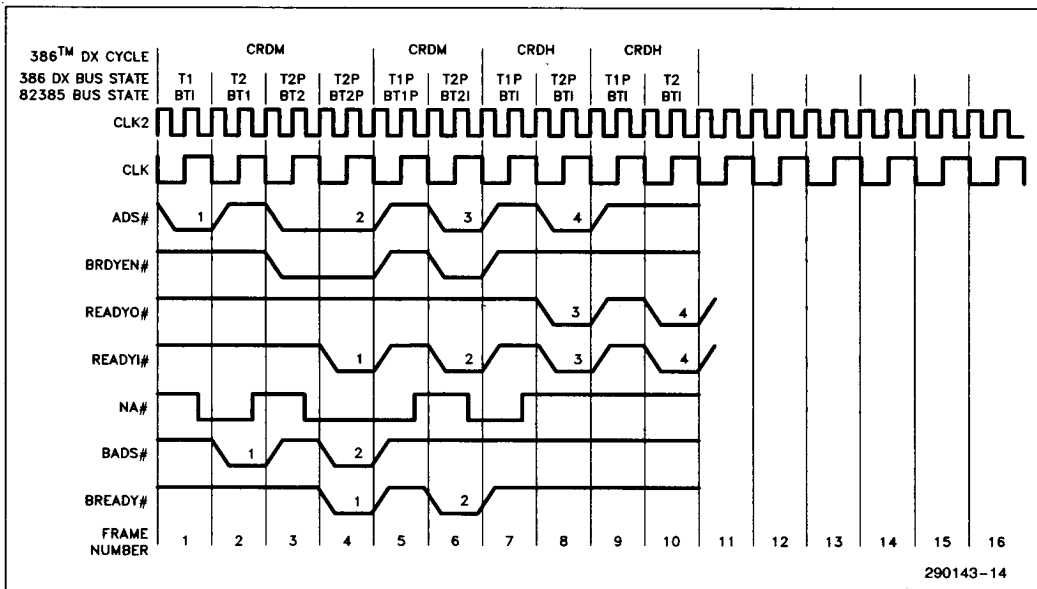 386™ DX CYCLE CRDM CRDM CRDH CRDH
386 DX BUS STATE T1 T2 T2P T2P T1P T2P T1P T2P T1P T2
82385 BUS STATE BTI BT1 BT2 BT2P BT1P BT2I BTI BTI BTI BTI
CLK2
CLK
ADS# 1 2 3 4
BRDYEN#
READYO# 3 4
READYI# 1 2 3 4
NA#
BADS# 1 2
BREADY# 1 2
FRAME
NUMBER 1 2 3 4 5 6 7 8 9 10 11 12 13 14 15 16
290143-14